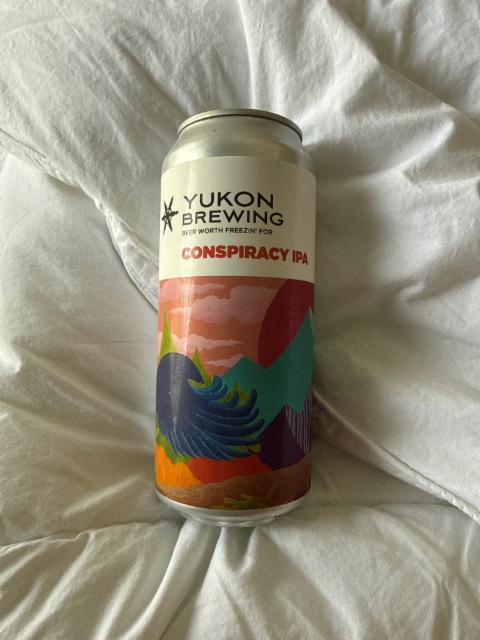 YUKON
BREWING
BEER WORTH FREEZIN' FOR
CONSPIRACY IPA